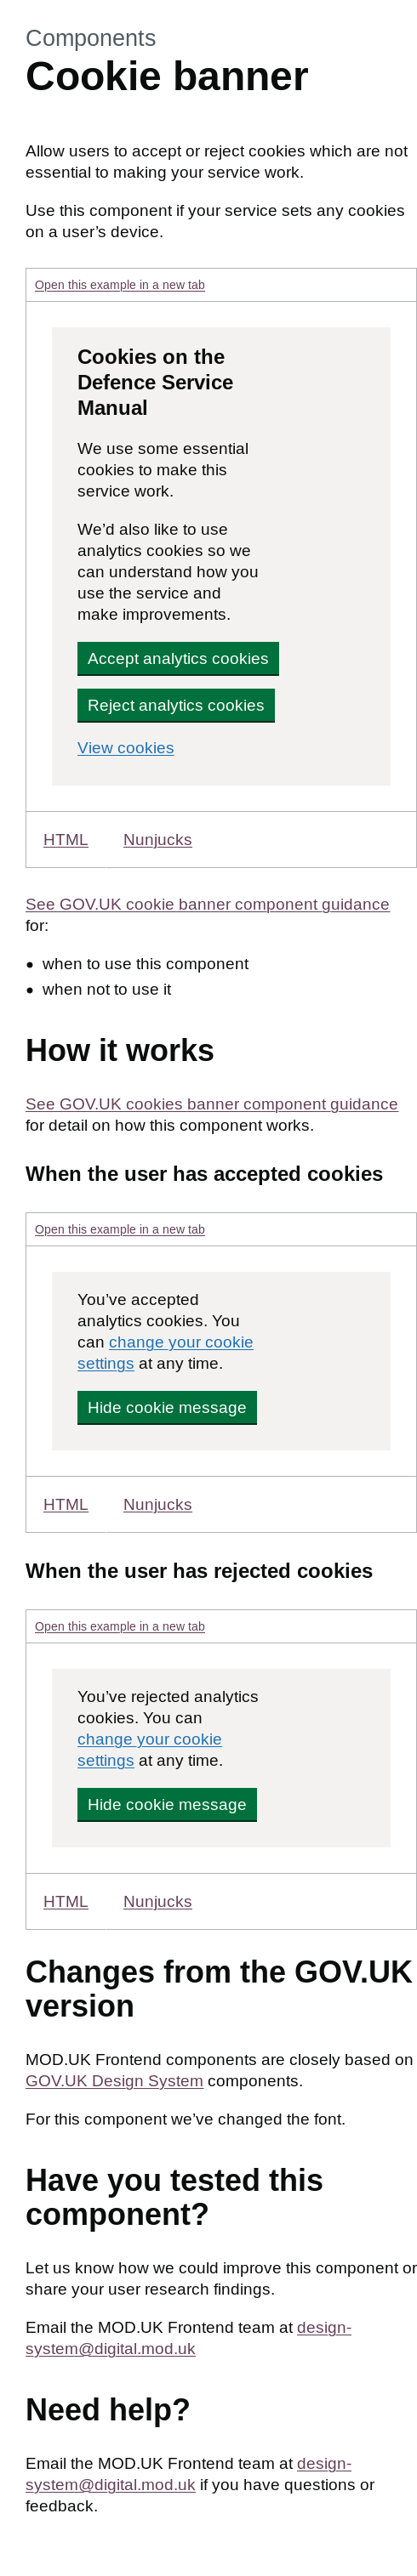 Components
Cookie banner
Allow users to accept or reject cookies which are not
essential to making your service work.
Use this component if your service sets any cookies
on a user’s device.
Open this example in a new tab
Cookies on the
Defence Service
Manual
We use some essential
cookies to make this
service work.
We’d also like to use
analytics cookies so we
can understand how you
use the service and
make improvements.
Accept analytics cookies
Reject analytics cookies
View cookies
HTML Nunjucks
See GOV.UK cookie banner component guidance
for:
• when to use this component
• when not to use it
How it works
See GOV.UK cookies banner component guidance
for detail on how this component works.
When the user has accepted cookies
Open this example in a new tab
You’ve accepted
analytics cookies. You
can change your cookie
settings at any time.
Hide cookie message
HTML Nunjucks
When the user has rejected cookies
Open this example in a new tab
You’ve rejected analytics
cookies. You can
change your cookie
settings at any time.
Hide cookie message
HTML Nunjucks
Changes from the GOV.UK
version
MOD.UK Frontend components are closely based on
GOV.UK Design System components.
For this component we’ve changed the font.
Have you tested this
component?
Let us know how we could improve this component or
share your user research findings.
Email the MOD.UK Frontend team at design-
system@digital.mod.uk
Need help?
Email the MOD.UK Frontend team at design-
system@digital.mod.uk if you have questions or
feedback.